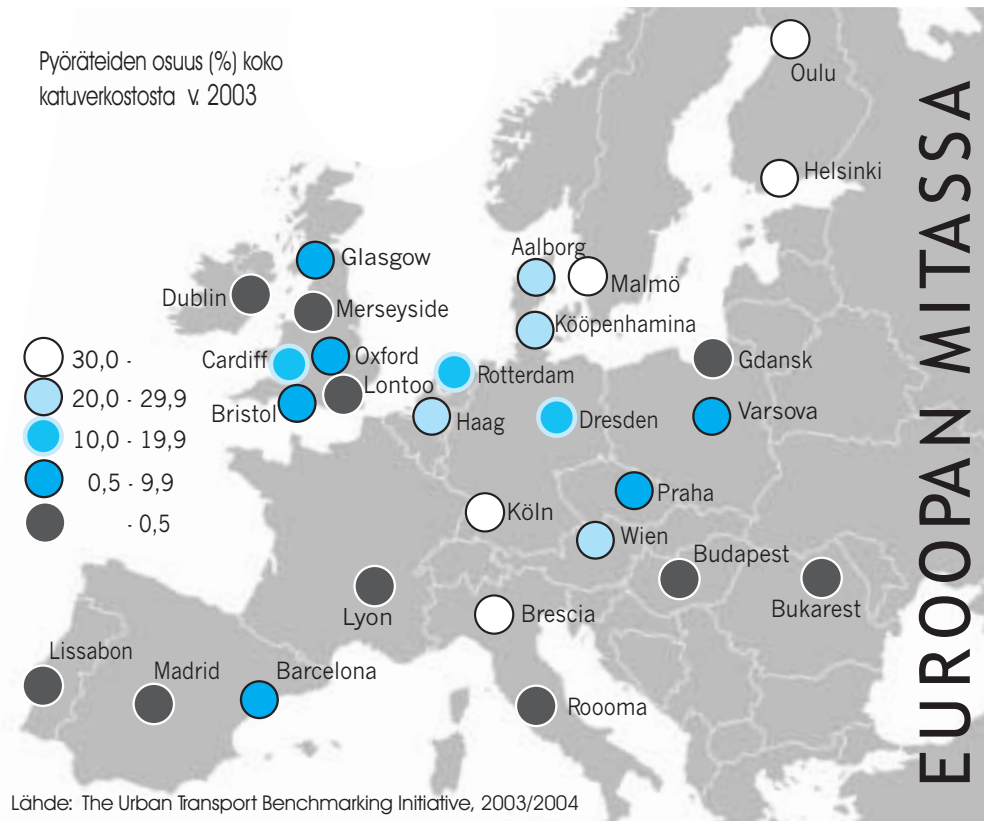 Pyöräteiden osuus (%) koko
katuverkostosta v. 2003
EUROOPAN MITASSA
Oulu
Helsinki
Aalborg
Malmö
Glasgow
Dublin
Merseyside
Kööpenhamina
Cardiff
Oxford
Rotterdam
Gdansk
Lontoo
Bristol
Haag
Dresden
Varsova
30,0 -
20,0 - 29,9
10,0 - 19,9
0,5 - 9,9
- 0,5
Praha
Köln
Wien
Budapest
Bukarest
Lyon
Brescia
Lissabon
Madrid
Barcelona
Roooma
Lähde: The Urban Transport Benchmarking Initiative, 2003/2004